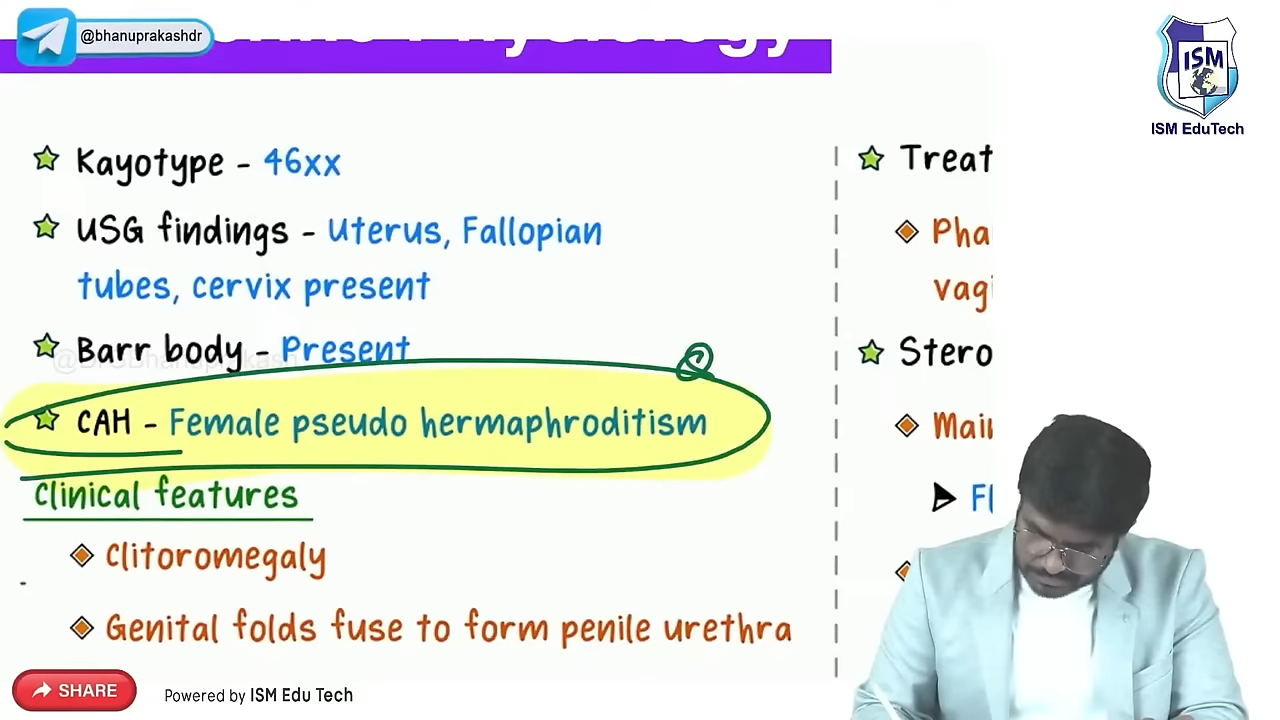 @bhanuprakashdr
ISM
ISM EduTech
Kayotype - 46xx
USG findings - Uterus, Fallopian
tubes, cervix present
Barr body - Present
CAH - Female pseudo hermaphroditism
Clinical features
Clitoromegaly
Genital folds fuse to form penile urethra
Treat
Pha
vagi
Stero
Mai
Fl
SHARE
Powered by ISM Edu Tech